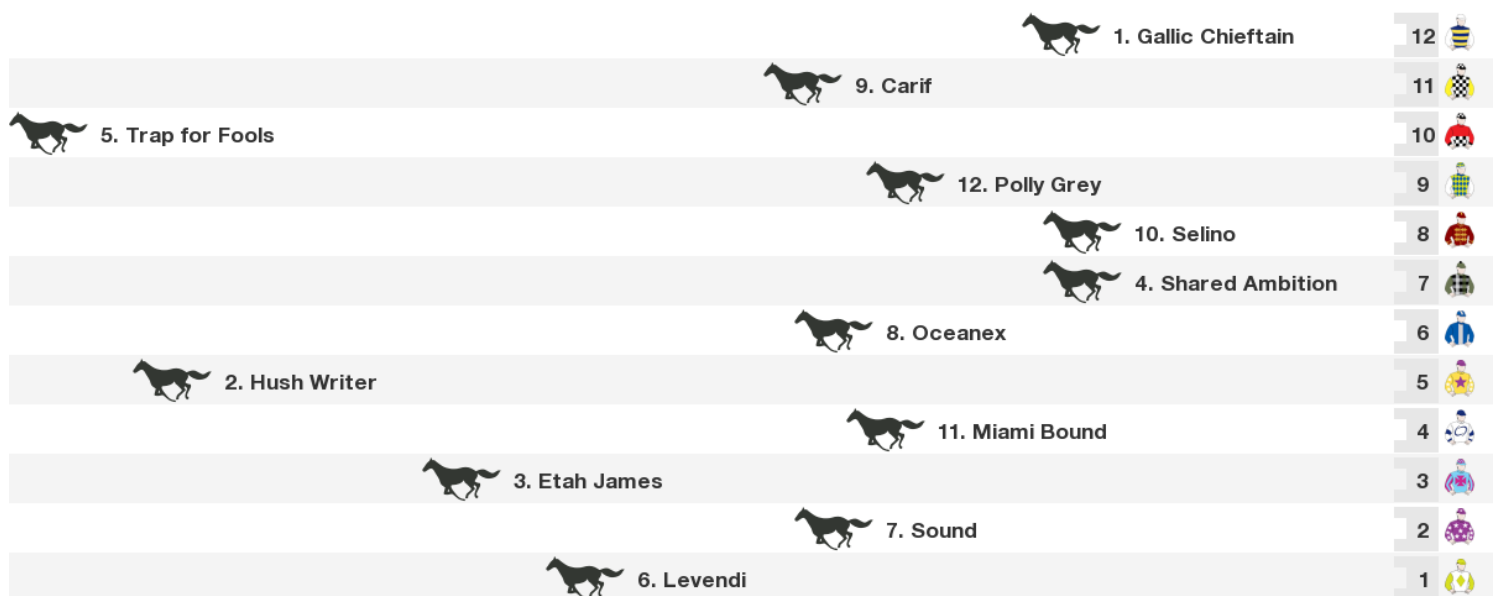 1. Gallic Chieftain 12
9. Carif 11
5. Trap for Fools 10
12. Polly Grey 9
10. Selino 8
4. Shared Ambition 7
8. Oceanex 6
2. Hush Writer 5
11. Miami Bound 4
3. Etah James 3
7. Sound 2
6. Levendi 1